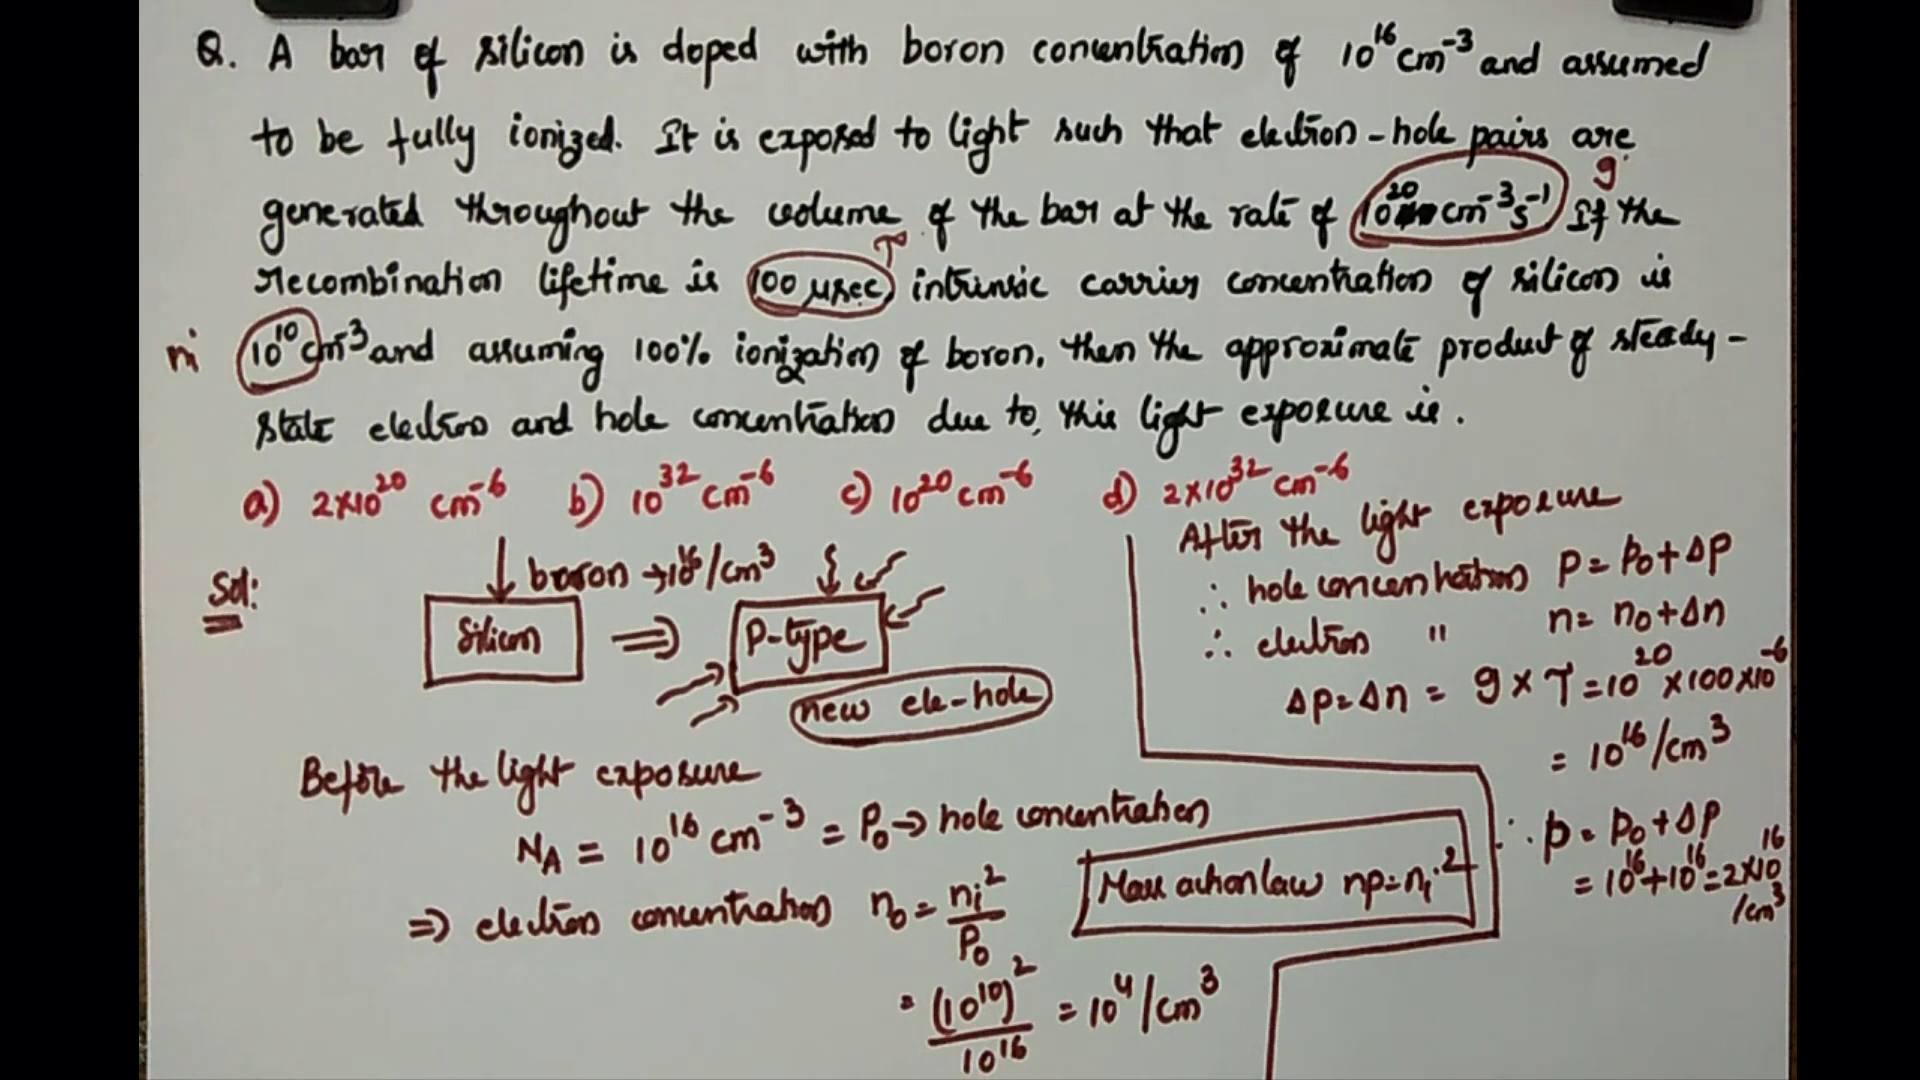 Q. A bar of silicon is doped with boron concentration of 10^16 cm^-3 and assumed
to be fully ionized. It is exposed to light such that electron-hole pairs are
generated throughout the volume of the bar at the rate of 10^20 cm^-3 s^-1 If the
g
recombination lifetime is 100 μsec, intrinsic carrier concentration of silicon is
τ
ni 10^10 cm^-3 and assuming 100% ionization of boron, then the approximate product of steady-
state electron and hole concentration due to, this light exposure is.
a) 2×10^20 cm^-6 b) 10^32 cm^-6 c) 10^20 cm^-6 d) 2×10^32 cm^-6
Sol:
boron → 10^16/cm^3
Silicon ⇒ P-type
new ele-hole
Before the light exposure
N_A = 10^16 cm^-3 = P_0 → hole concentration
⇒ electron concentration n_0 = n_i^2 / P_0
= (10^10)^2 / 10^16 = 10^4/cm^3
Mass action law np = n_i^2
After the light exposure
∴ hole concentration P = P_0 + Δp
∴ electron " n = n_0 + Δn
Δp = Δn = g × τ = 10^20 × 100 × 10^-6
= 10^16/cm^3
∴ p = p_0 + Δp
= 10^16 + 10^16 = 2×10^16
/cm^3